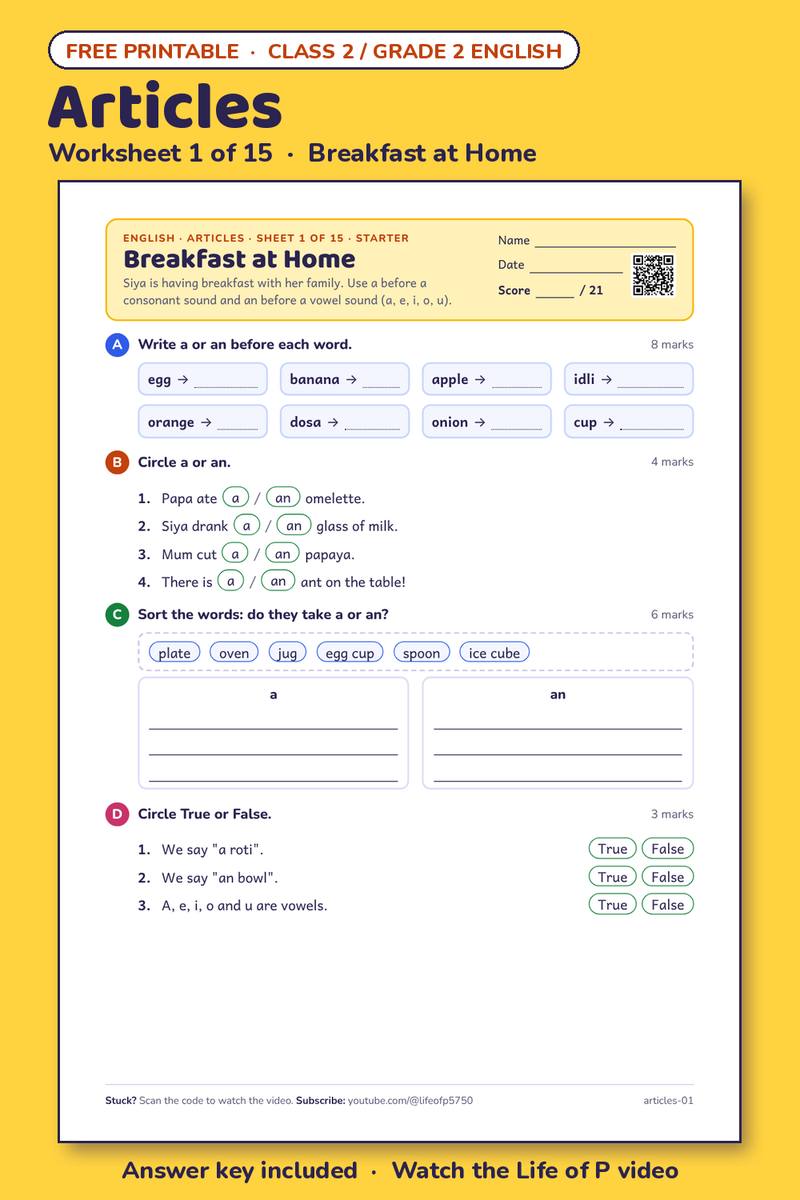 FREE PRINTABLE · CLASS 2 / GRADE 2 ENGLISH
Articles
Worksheet 1 of 15 · Breakfast at Home
ENGLISH · ARTICLES · SHEET 1 OF 15 · STARTER
Breakfast at Home
Siya is having breakfast with her family. Use a before a
consonant sound and an before a vowel sound (a, e, i, o, u).
Name
Date
Score / 21
A Write a or an before each word. 8 marks
egg → banana → apple → idli →
orange → dosa → onion → cup →
B Circle a or an. 4 marks
1. Papa ate a / an omelette.
2. Siya drank a / an glass of milk.
3. Mum cut a / an papaya.
4. There is a / an ant on the table!
C Sort the words: do they take a or an? 6 marks
plate oven jug egg cup spoon ice cube
a an
D Circle True or False. 3 marks
1. We say "a roti". True False
2. We say "an bowl". True False
3. A, e, i, o and u are vowels. True False
Stuck? Scan the code to watch the video. Subscribe: youtube.com/@lifeofp5750 articles-01
Answer key included · Watch the Life of P video